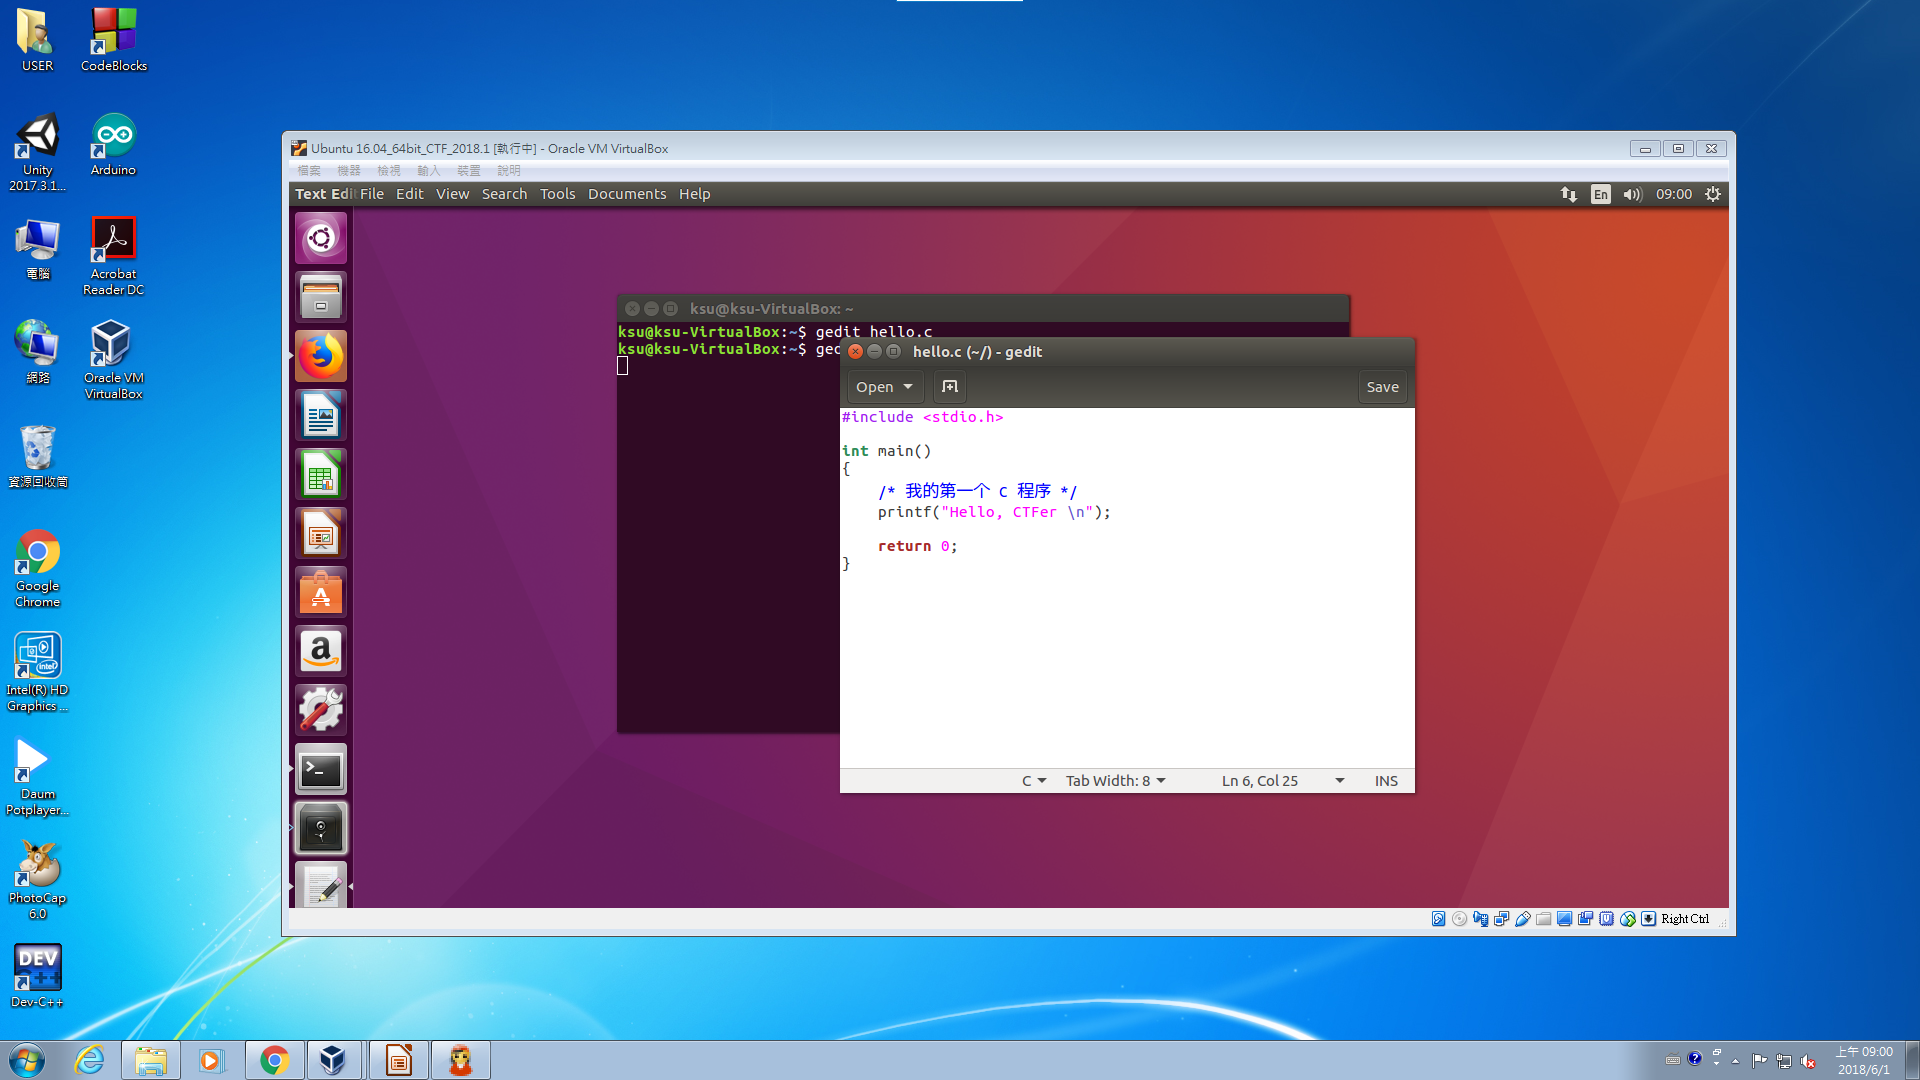 USER
CodeBlocks
Unity
2017.3.1...
Arduino
電腦
Acrobat
Reader DC
網路
Oracle VM
VirtualBox
資源回收筒
Google
Chrome
Intel(R) HD
Graphics ...
Daum
Potplayer...
PhotoCap
6.0
DEV
C++
Dev-C++
Ubuntu 16.04_64bit_CTF_2018.1 [執行中] - Oracle VM VirtualBox
檔案 機器 檢視 輸入 裝置 說明
Text Edi File Edit View Search Tools Documents Help
En 09:00
ksu@ksu-VirtualBox: ~
ksu@ksu-VirtualBox:~$ gedit hello.c
ksu@ksu-VirtualBox:~$ ged
hello.c (~/) - gedit
Open Save
#include <stdio.h>
int main()
{
/* 我的第一个 C 程序 */
printf("Hello, CTFer \n");
return 0;
}
C Tab Width: 8 Ln 6, Col 25 INS
Right Ctrl
上午 09:00
2018/6/1